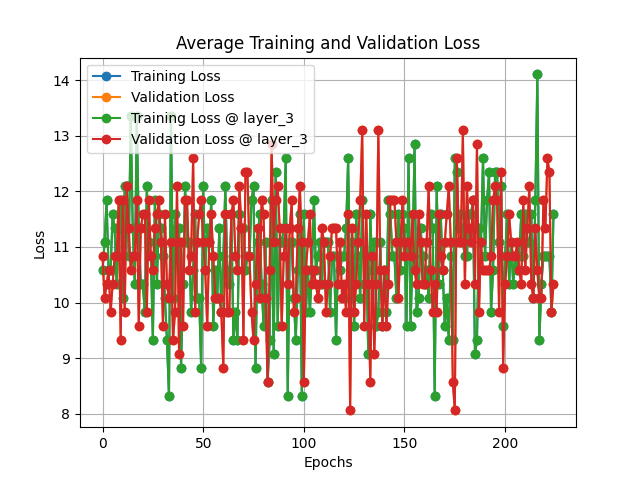 Average Training and Validation Loss
Training Loss
Validation Loss
Training Loss @ layer_3
Validation Loss @ layer_3
Loss
14
13
12
11
10
9
8
0 50 100 150 200
Epochs